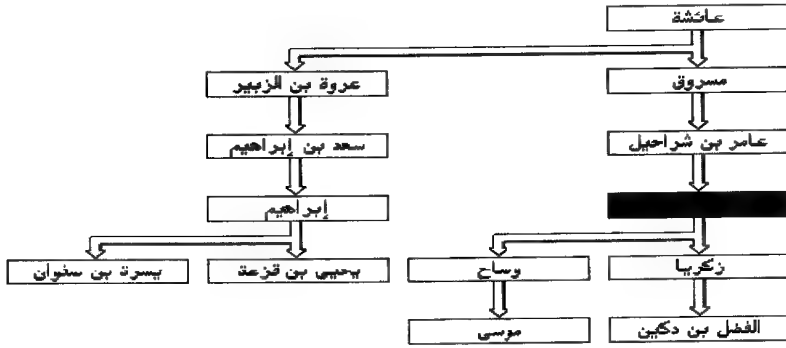 عائشة
مسروق
عروة بن الزبير
عامر بن شراحيل
سعد بن إبراهيم
إبراهيم
زكريا
وساح
يحيى بن قزعة
يسرة بن سفوان
الفضل بن دكين
موسى